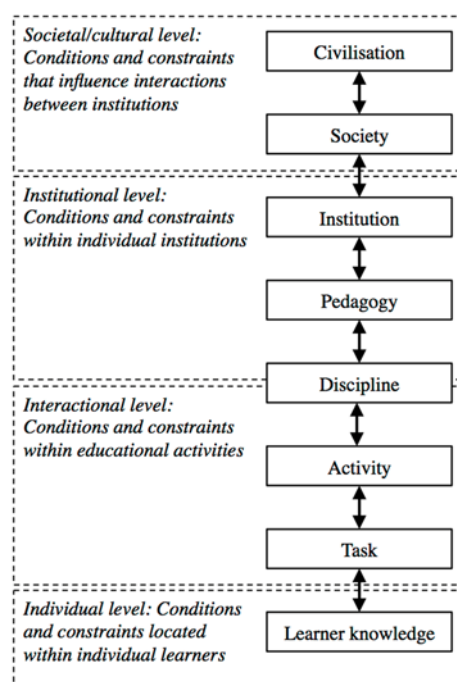 Societal/cultural level:
Conditions and constraints
that influence interactions
between institutions
Civilisation
Society
Institutional level:
Conditions and constraints
within individual institutions
Institution
Pedagogy
Discipline
Interactional level:
Conditions and constraints
within educational activities
Activity
Task
Individual level: Conditions
and constraints located
within individual learners
Learner knowledge